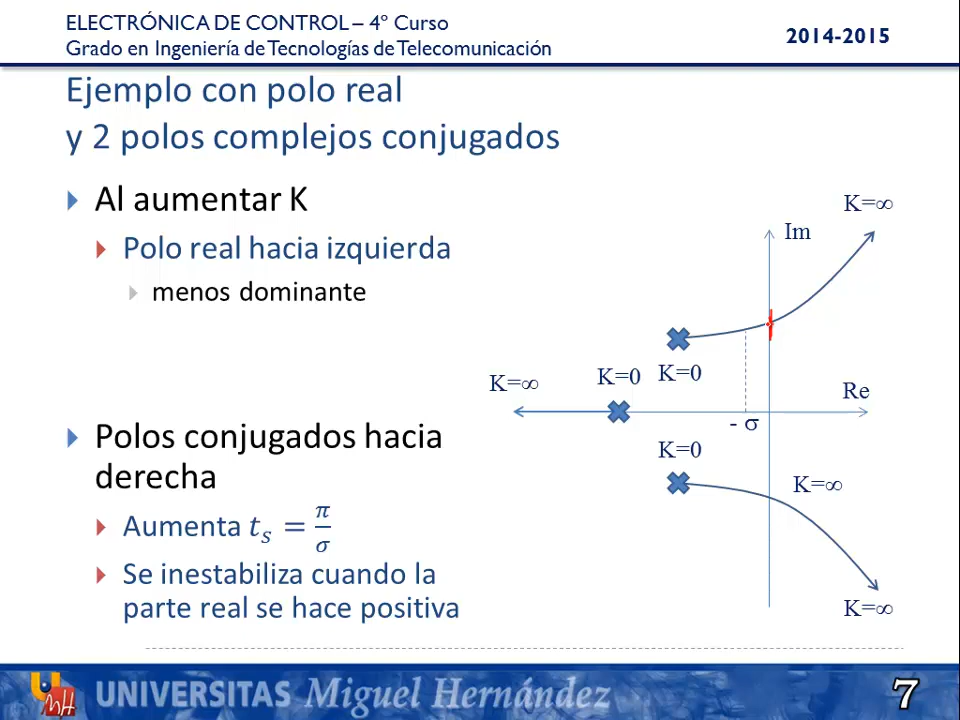 ELECTRÓNICA DE CONTROL – 4º Curso
Grado en Ingeniería de Tecnologías de Telecomunicación
2014-2015
Ejemplo con polo real
y 2 polos complejos conjugados
Al aumentar K
Polo real hacia izquierda
menos dominante
Polos conjugados hacia
derecha
Aumenta t_s = π/σ
Se inestabiliza cuando la
parte real se hace positiva
K=∞
Im
K=0
K=∞
K=0
Re
- σ
K=0
K=∞
K=∞
UNIVERSITAS Miguel Hernández
7